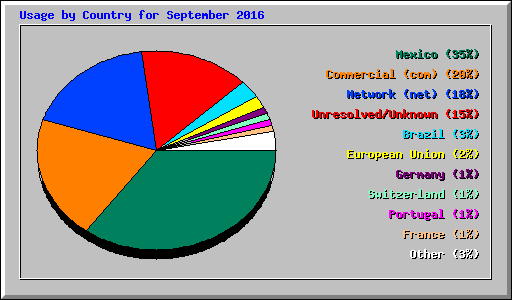 Usage by Country for September 2016
Mexico (35%)
Commercial (com) (20%)
Network (net) (18%)
Unresolved/Unknown (15%)
Brazil (3%)
European Union (2%)
Germany (1%)
Switzerland (1%)
Portugal (1%)
France (1%)
Other (3%)